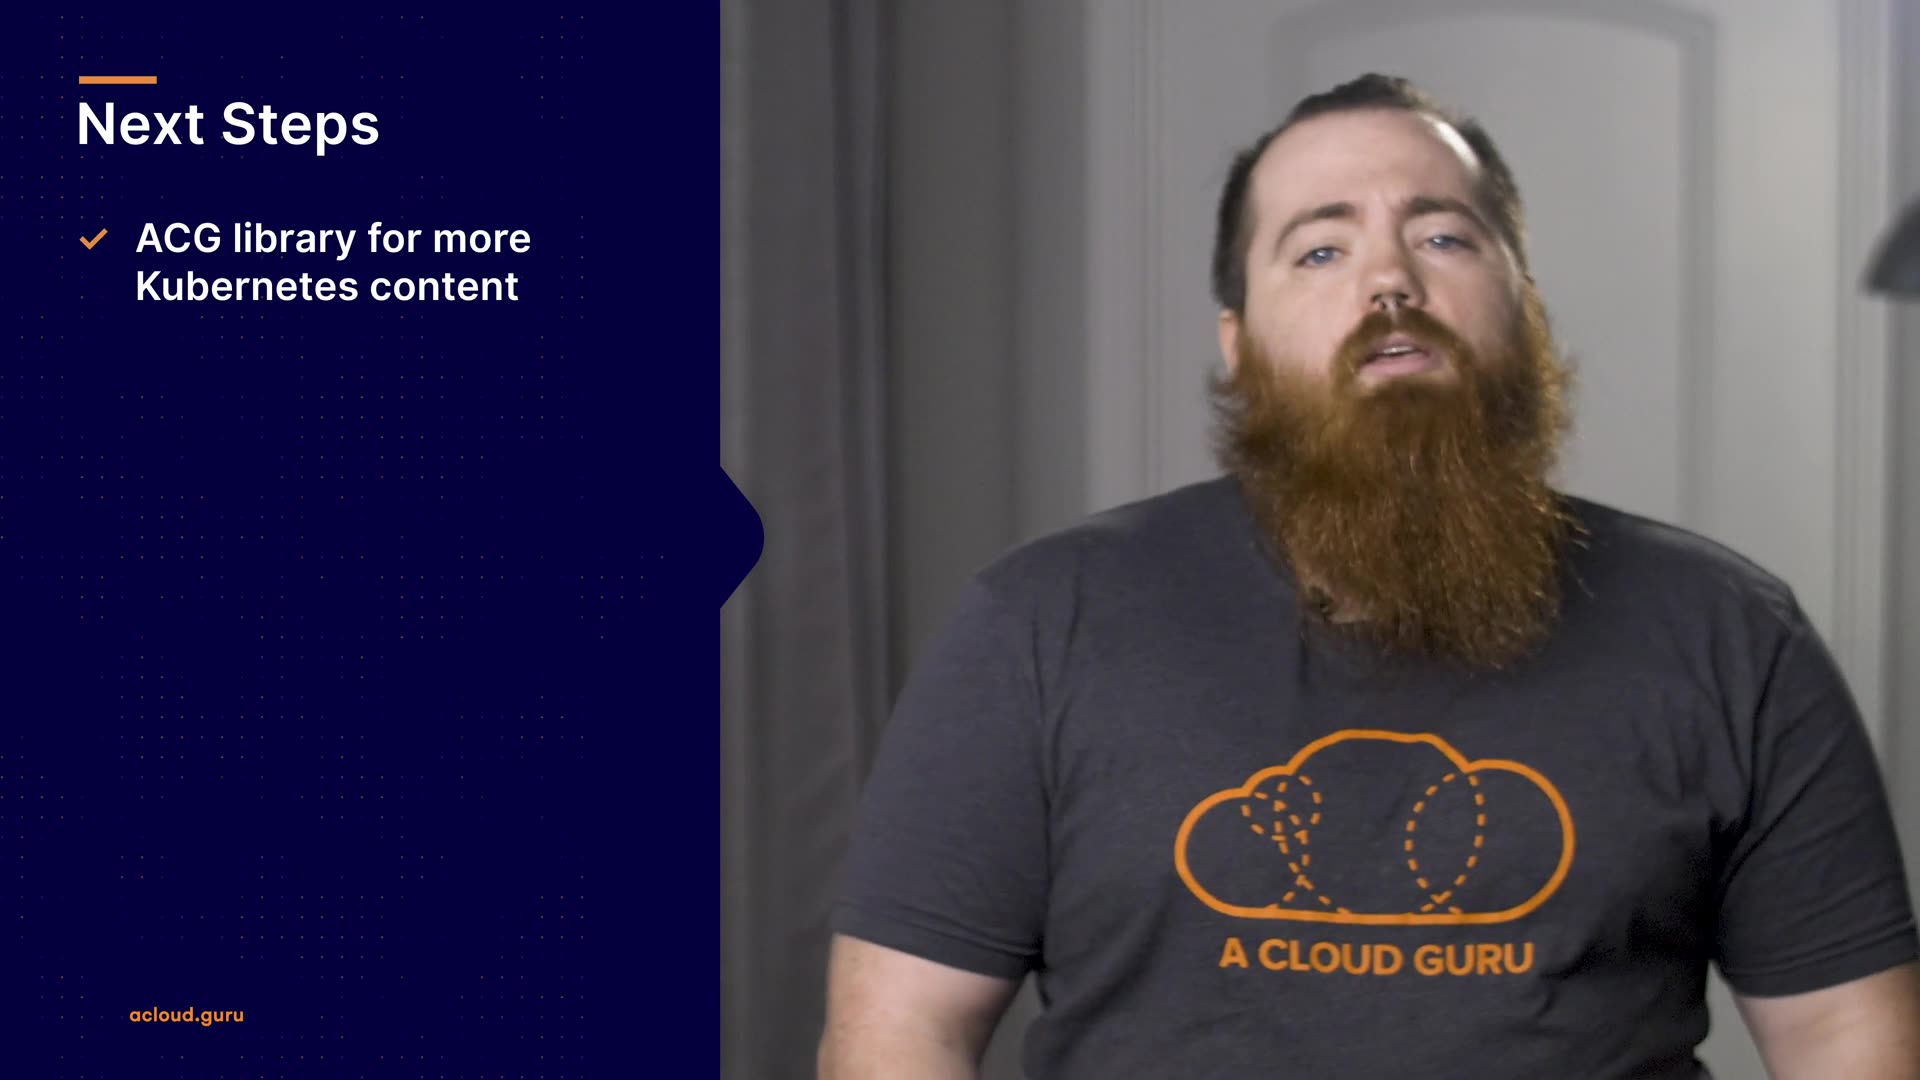 Next Steps
ACG library for more
Kubernetes content
acloud.guru
A CLOUD GURU